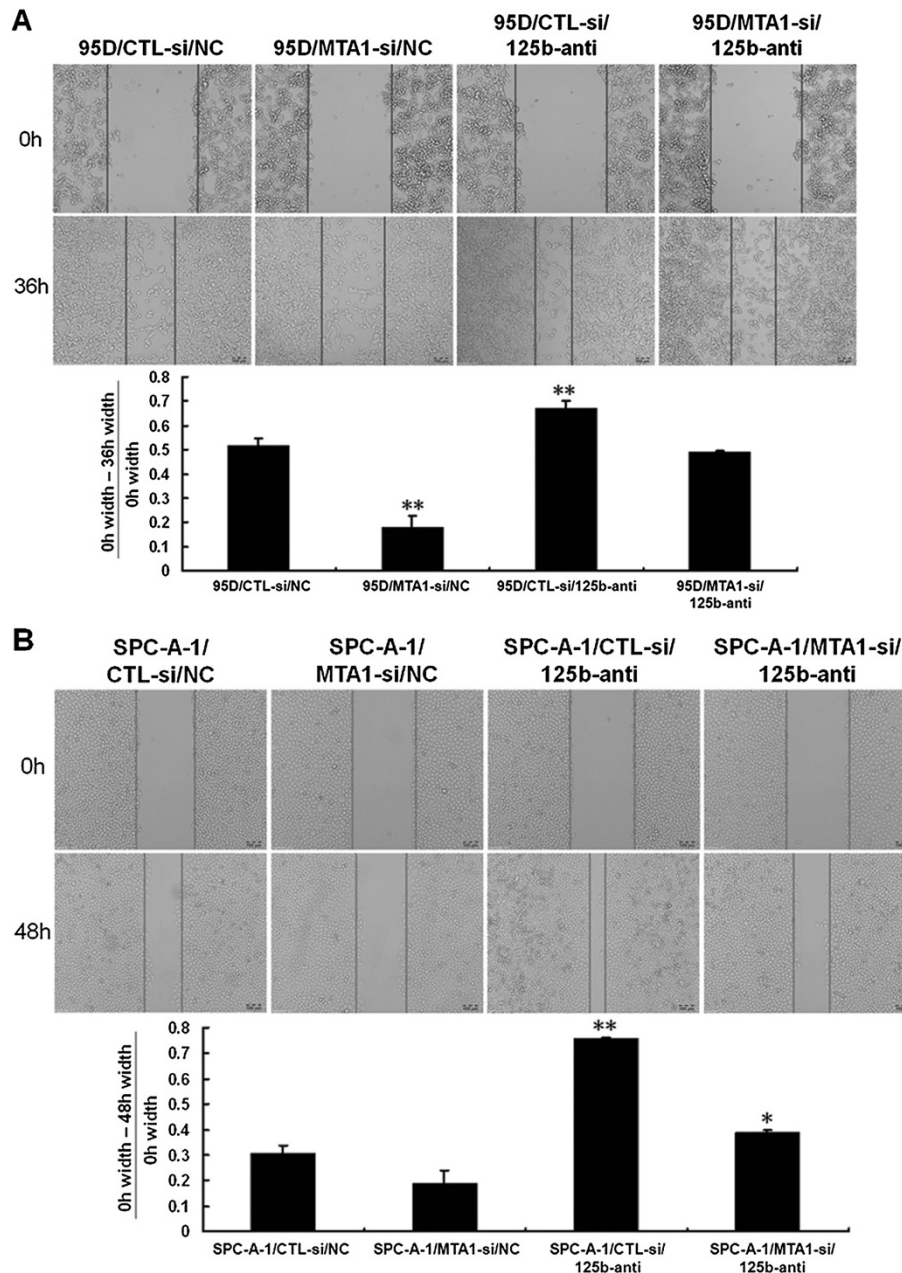 A
95D/CTL-si/NC
95D/MTA1-si/NC
95D/CTL-si/
125b-anti
95D/MTA1-si/
125b-anti
0h
36h
0h width – 36h width
0h width
0.8
0.7
0.6
0.5
0.4
0.3
0.2
0.1
0
**
**
95D/CTL-si/NC
95D/MTA1-si/NC
95D/CTL-si/125b-anti
95D/MTA1-si/
125b-anti
B
SPC-A-1/
CTL-si/NC
SPC-A-1/
MTA1-si/NC
SPC-A-1/CTL-si/
125b-anti
SPC-A-1/MTA1-si/
125b-anti
0h
48h
0h width – 48h width
0h width
0.8
0.7
0.6
0.5
0.4
0.3
0.2
0.1
0
**
*
SPC-A-1/CTL-si/NC
SPC-A-1/MTA1-si/NC
SPC-A-1/CTL-si/
125b-anti
SPC-A-1/MTA1-si/
125b-anti